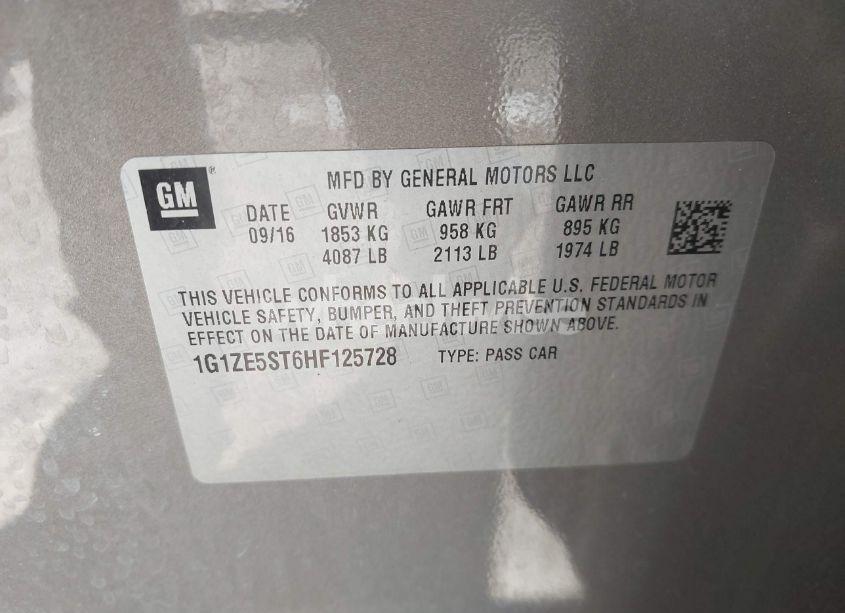 GM
MFD BY GENERAL MOTORS LLC
DATE GVWR GAWR FRT GAWR RR
09/16 1853 KG 958 KG 895 KG
4087 LB 2113 LB 1974 LB
THIS VEHICLE CONFORMS TO ALL APPLICABLE U.S. FEDERAL MOTOR
VEHICLE SAFETY, BUMPER, AND THEFT PREVENTION STANDARDS IN
EFFECT ON THE DATE OF MANUFACTURE SHOWN ABOVE.
1G1ZE5ST6HF125728 TYPE: PASS CAR